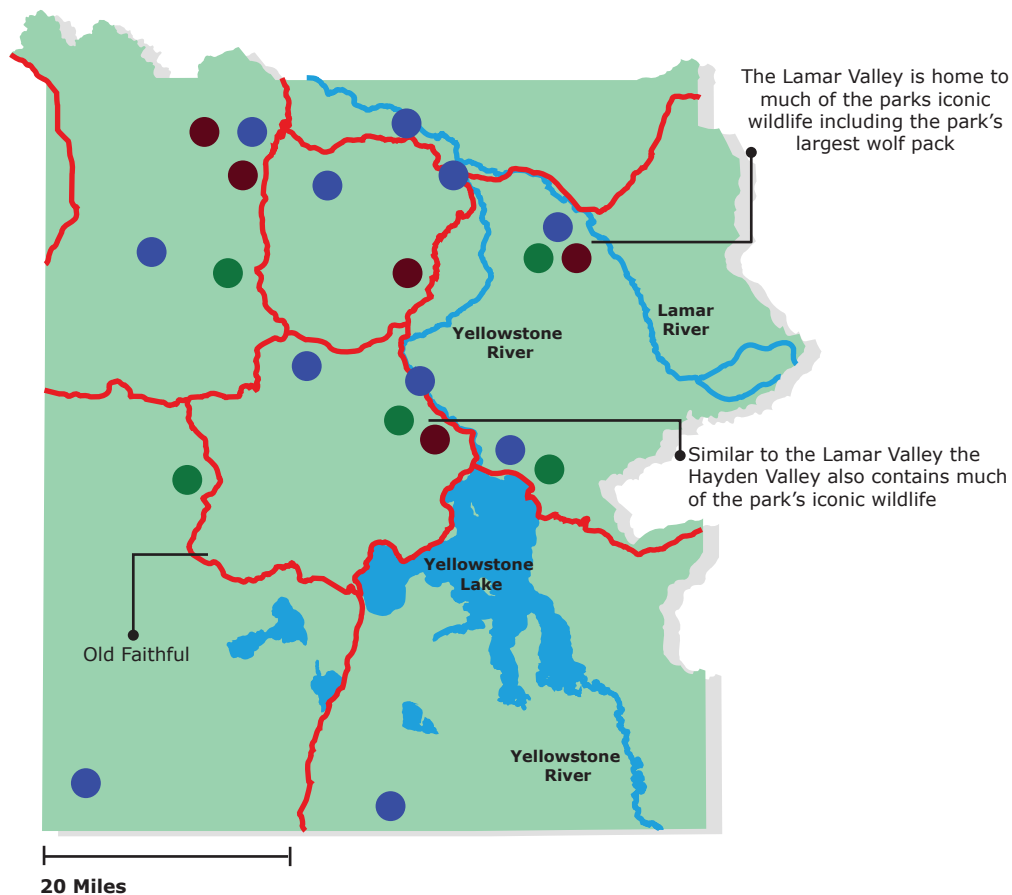 The Lamar Valley is home to
much of the parks iconic
wildlife including the park's
largest wolf pack
Lamar
River
Yellowstone
River
Similar to the Lamar Valley the
Hayden Valley also contains much
of the park's iconic wildlife
Yellowstone
Lake
Old Faithful
Yellowstone
River
20 Miles